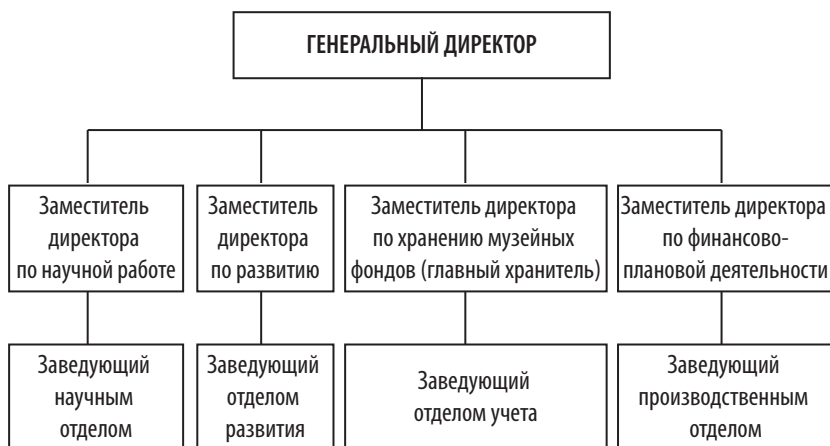 ГЕНЕРАЛЬНЫЙ ДИРЕКТОР
Заместитель
директора
по научной работе
Заместитель
директора
по развитию
Заместитель директора
по хранению музейных
фондов (главный хранитель)
Заместитель директора
по финансово-
плановой деятельности
Заведующий
научным
отделом
Заведующий
отделом
развития
Заведующий
отделом учета
Заведующий
производственным
отделом